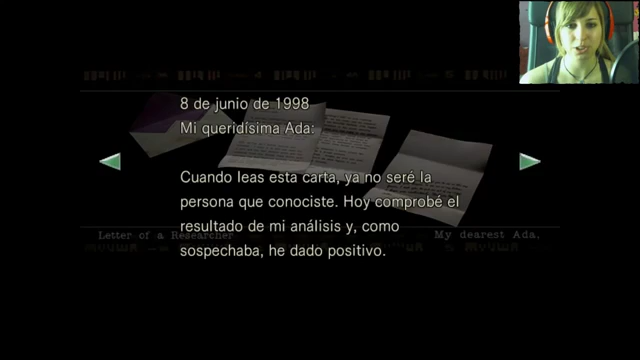 8 de junio de 1998
Mi queridísima Ada:
Cuando leas esta carta, ya no seré la
persona que conociste. Hoy comprobé el
resultado de mi análisis y, como
sospechaba, he dado positivo.
Letter of a Researcher
My dearest Ada,